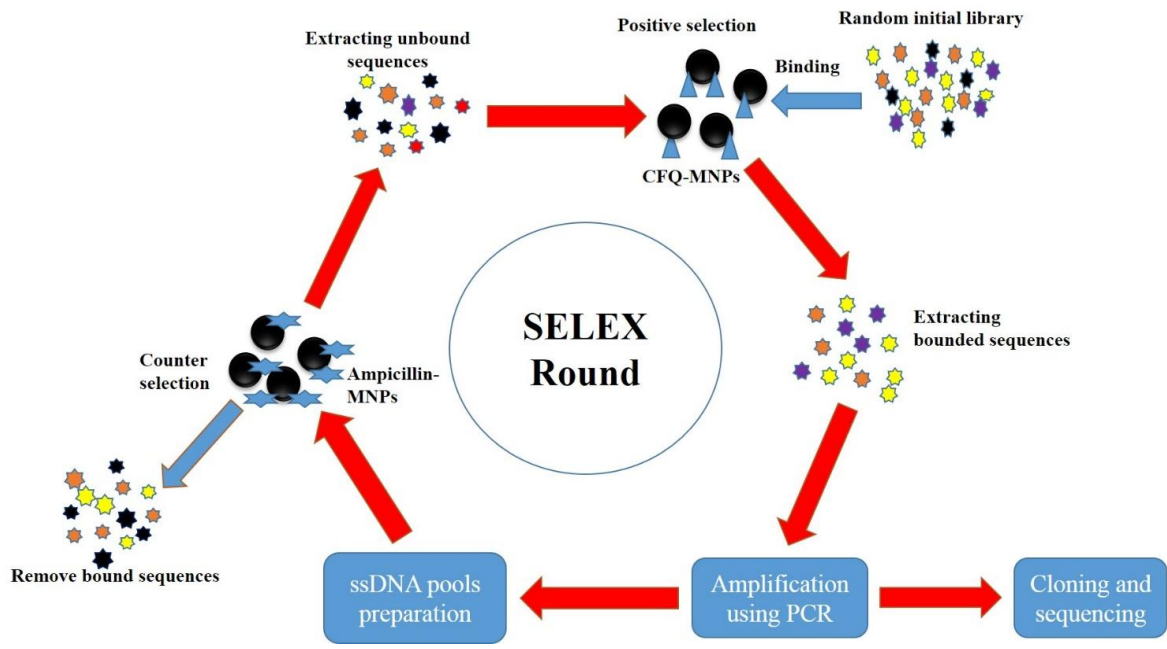 Random initial library
Positive selection
Extracting unbound
sequences
Binding
CFQ-MNPs
SELEX
Round
Extracting
bounded sequences
Counter
selection
Ampicillin-
MNPs
Remove bound sequences
ssDNA pools
preparation
Amplification
using PCR
Cloning and
sequencing